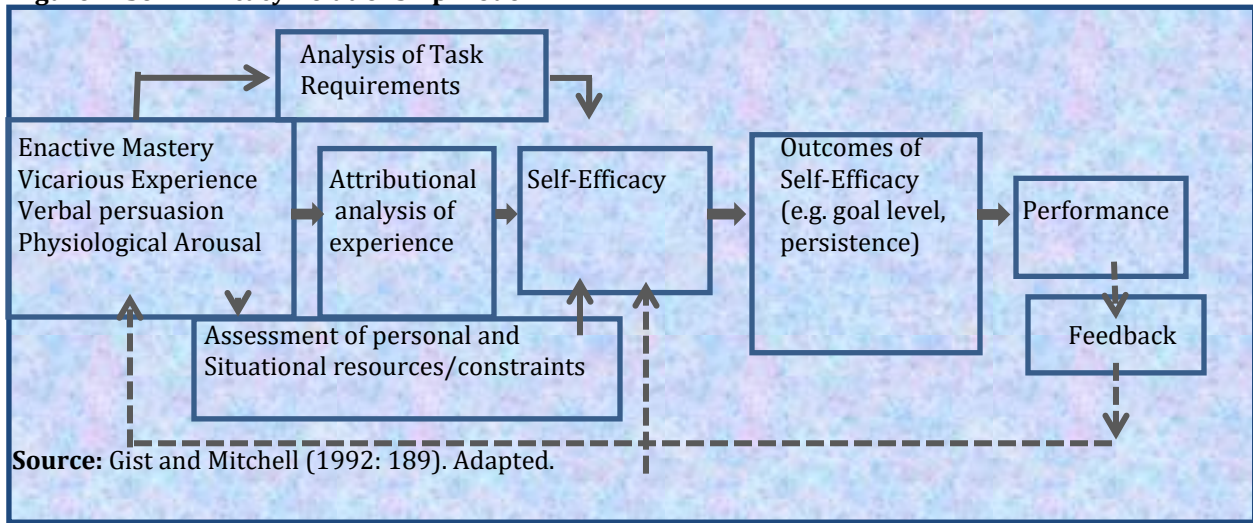 Analysis of Task
Requirements
Enactive Mastery
Vicarious Experience
Verbal persuasion
Physiological Arousal
Attributional
analysis of
experience
Self-Efficacy
Outcomes of
Self-Efficacy
(e.g. goal level,
persistence)
Performance
Assessment of personal and
Situational resources/constraints
Feedback
Source: Gist and Mitchell (1992: 189). Adapted.